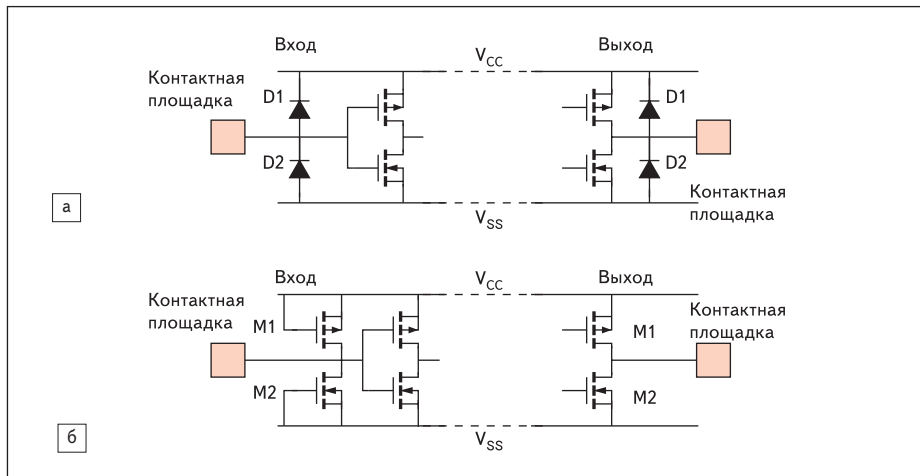 Вход
V_CC
Выход
Контактная
площадка
D1
D1
D2
D2
Контактная
площадка
V_SS
а
Вход
V_CC
Выход
Контактная
площадка
Контактная
площадка
M1
M1
M2
M2
V_SS
б